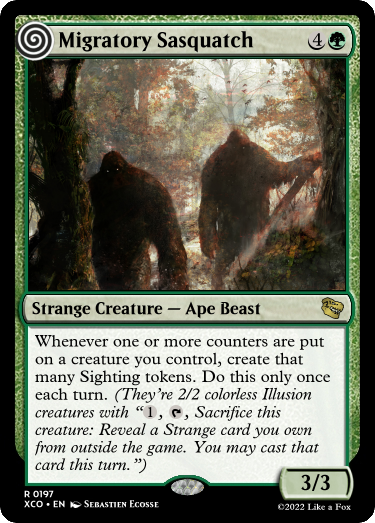 Migratory Sasquatch 4
Strange Creature — Ape Beast
Whenever one or more counters are put
on a creature you control, create that
many Sighting tokens. Do this only once
each turn. (They're 2/2 colorless Illusion
creatures with “1, , Sacrifice this
creature: Reveal a Strange card you own
from outside the game. You may cast that
card this turn.”)
3/3
R 0197
XCO • EN Sebastien Ecosse
©2022 Like a Fox